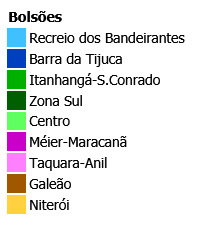 Bolsões
Recreio dos Bandeirantes
Barra da Tijuca
Itanhangá-S.Conrado
Zona Sul
Centro
Méier-Maracanã
Taquara-Anil
Galeão
Niterói